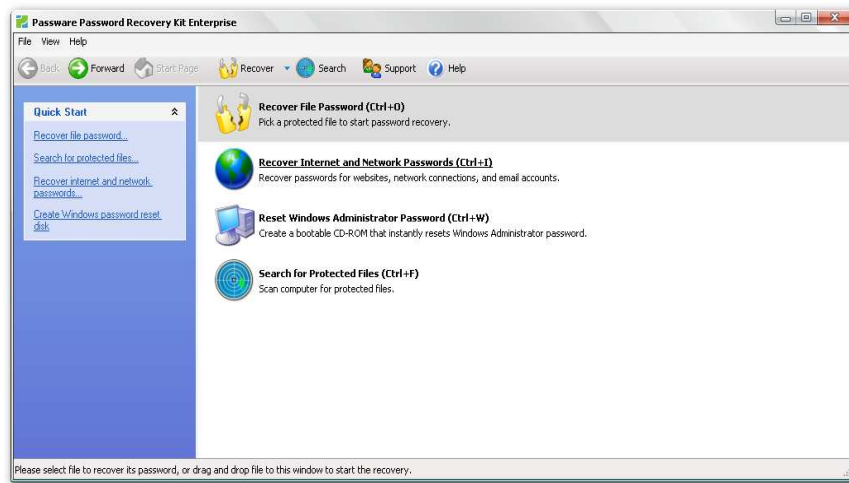 Passware Password Recovery Kit Enterprise
File View Help
Back Forward Start Page Recover Search Support Help
Quick Start
Recover file password...
Search for protected files...
Recover internet and network
passwords...
Create Windows password reset
disk
Recover File Password (Ctrl+O)
Pick a protected file to start password recovery.
Recover Internet and Network Passwords (Ctrl+I)
Recover passwords for websites, network connections, and email accounts.
Reset Windows Administrator Password (Ctrl+W)
Create a bootable CD-ROM that instantly resets Windows Administrator password.
Search for Protected Files (Ctrl+F)
Scan computer for protected files.
Please select file to recover its password, or drag and drop file to this window to start the recovery.